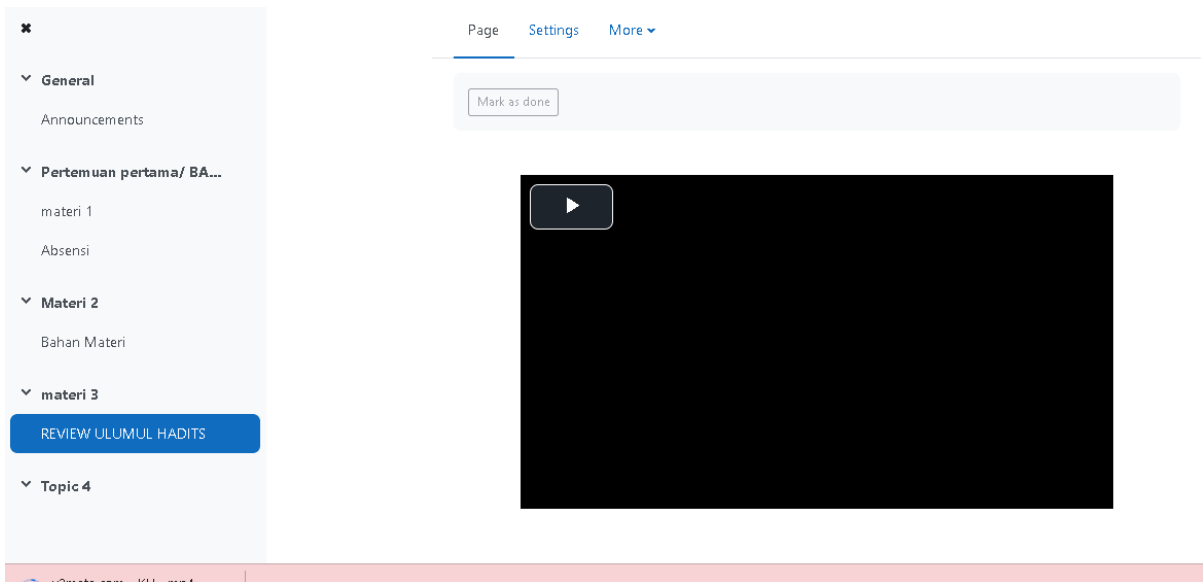 General
Announcements
Pertemuan pertama/ BA...
materi 1
Absensi
Materi 2
Bahan Materi
materi 3
REVIEW ULUMUL HADITS
Topic 4
Page Settings More
Mark as done